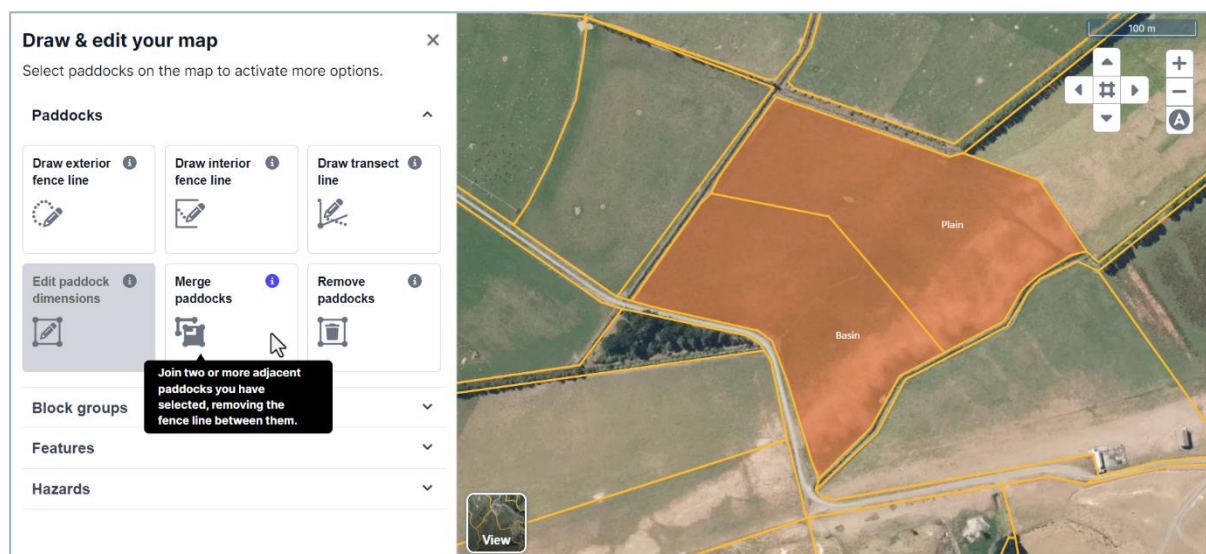 Draw & edit your map
Select paddocks on the map to activate more options.
Paddocks
Draw exterior
fence line
Draw interior
fence line
Draw transect
line
Edit paddock
dimensions
Merge
paddocks
Remove
paddocks
Join two or more adjacent
paddocks you have
selected, removing the
fence line between them.
Block groups
Features
Hazards
100 m
A
Plain
Basin
View